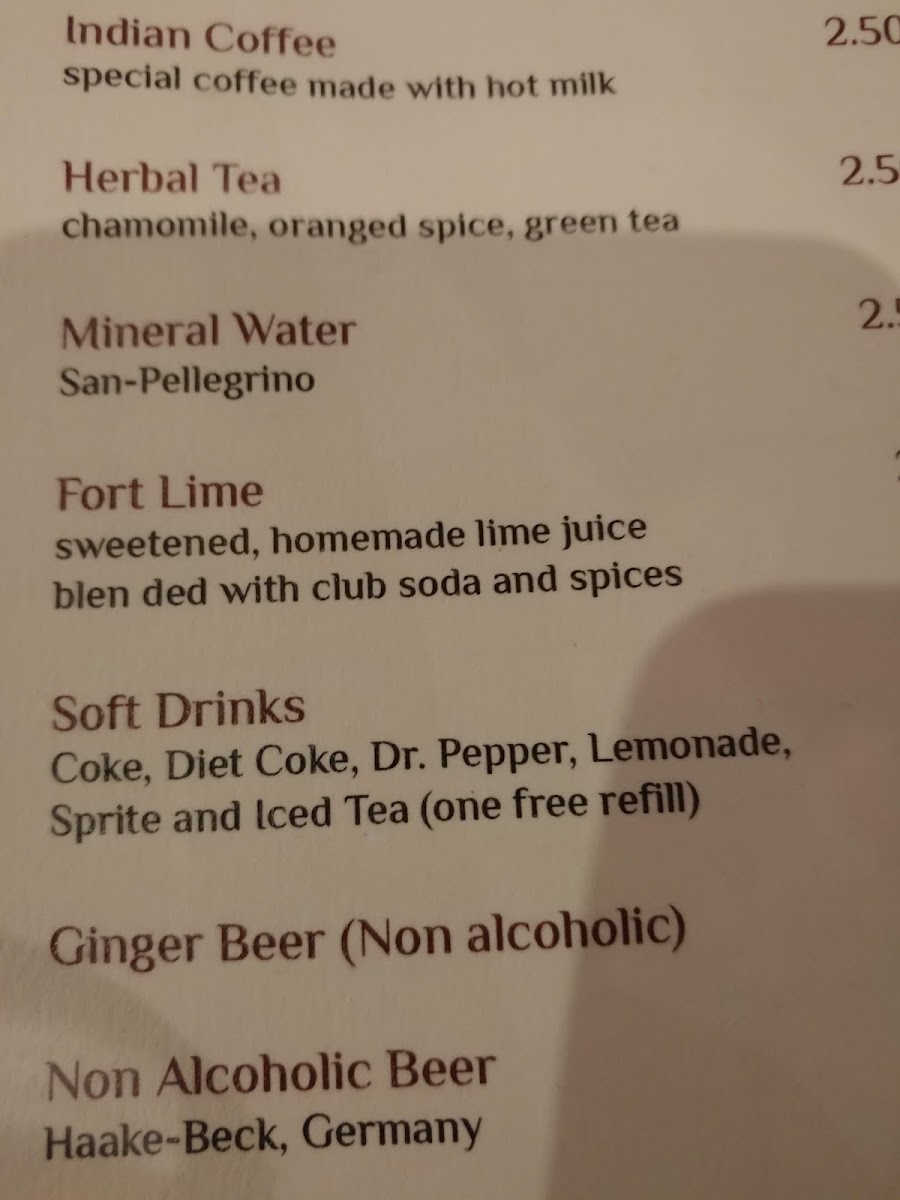 Indian Coffee 2.50
special coffee made with hot milk
Herbal Tea 2.5
chamomile, oranged spice, green tea
Mineral Water 2.
San-Pellegrino
Fort Lime
sweetened, homemade lime juice
blen ded with club soda and spices
Soft Drinks
Coke, Diet Coke, Dr. Pepper, Lemonade,
Sprite and Iced Tea (one free refill)
Ginger Beer (Non alcoholic)
Non Alcoholic Beer
Haake-Beck, Germany